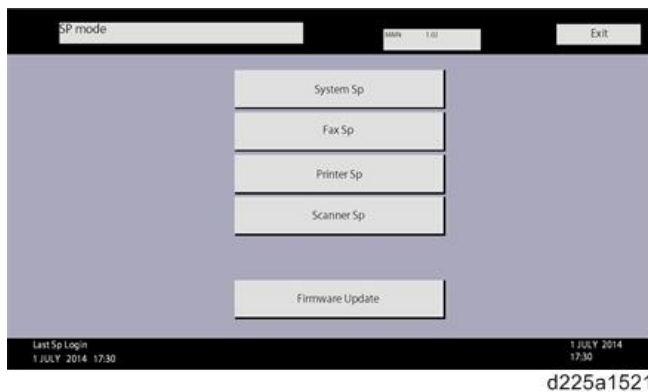 SP mode
MAIN 1.02
Exit
System Sp
Fax Sp
Printer Sp
Scanner Sp
Firmware Update
Last Sp Login
1 JULY 2014 17:30
1 JULY 2014
17:30
d225a1521